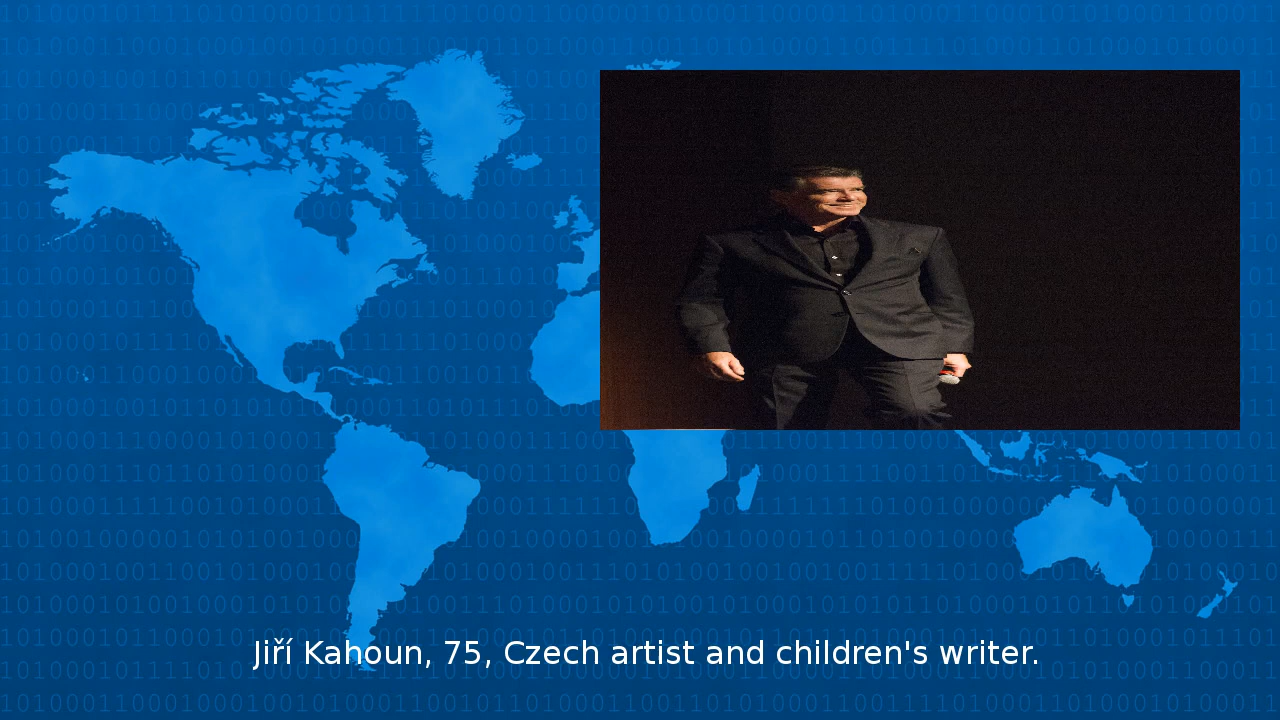 Jiří Kahoun, 75, Czech artist and children's writer.